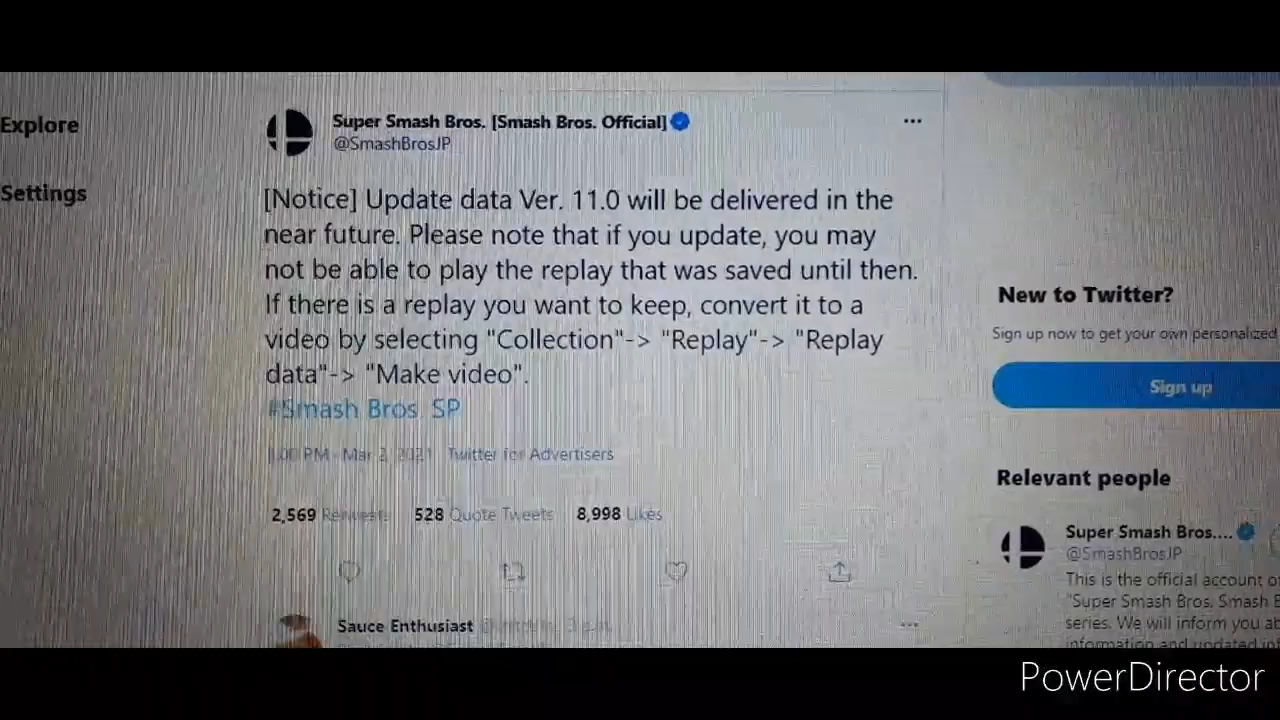 Explore
Settings
Super Smash Bros. [Smash Bros. Official]
@SmashBrosJP
[Notice] Update data Ver. 11.0 will be delivered in the
near future. Please note that if you update, you may
not be able to play the replay that was saved until then.
If there is a replay you want to keep, convert it to a
video by selecting "Collection"-> "Replay"-> "Replay
data"-> "Make video".
#Smash Bros. SP
PM · Mar 2, 2021 Twitter for Advertisers
2,569 Retweets 528 Quote Tweets 8,998 Likes
Sauce Enthusiast
New to Twitter?
Sign up now to get your own personalized
Sign up
Relevant people
Super Smash Bros....
@SmashBrosJP
This is the official account of
"Super Smash Bros. Smash B
series. We will inform you ab
information and updated in
PowerDirector